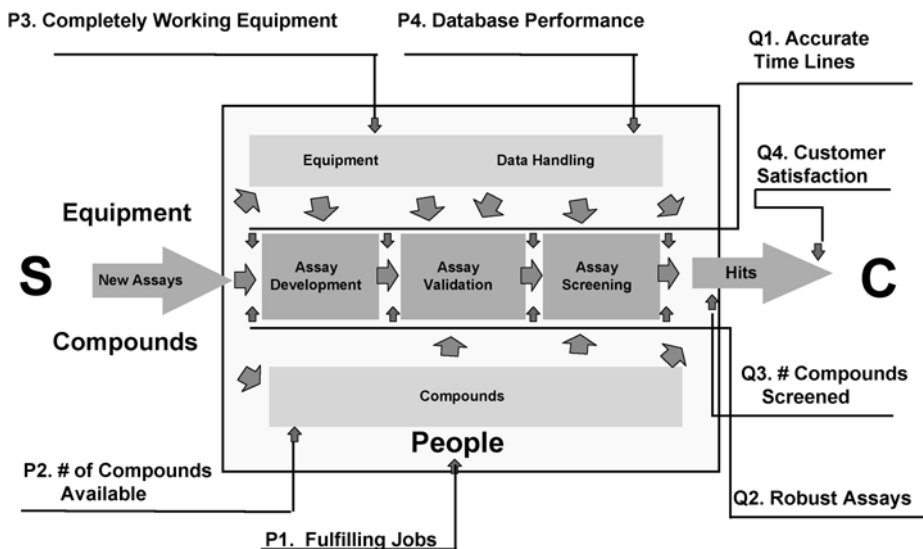 P3. Completely Working Equipment
P4. Database Performance
Q1. Accurate
Time Lines
Q4. Customer
Satisfaction
Equipment
Data Handling
Equipment
S
New Assays
Assay
Development
Assay
Validation
Assay
Screening
Hits
C
Compounds
Compounds
People
Q3. # Compounds
Screened
P2. # of Compounds
Available
Q2. Robust Assays
P1. Fulfilling Jobs